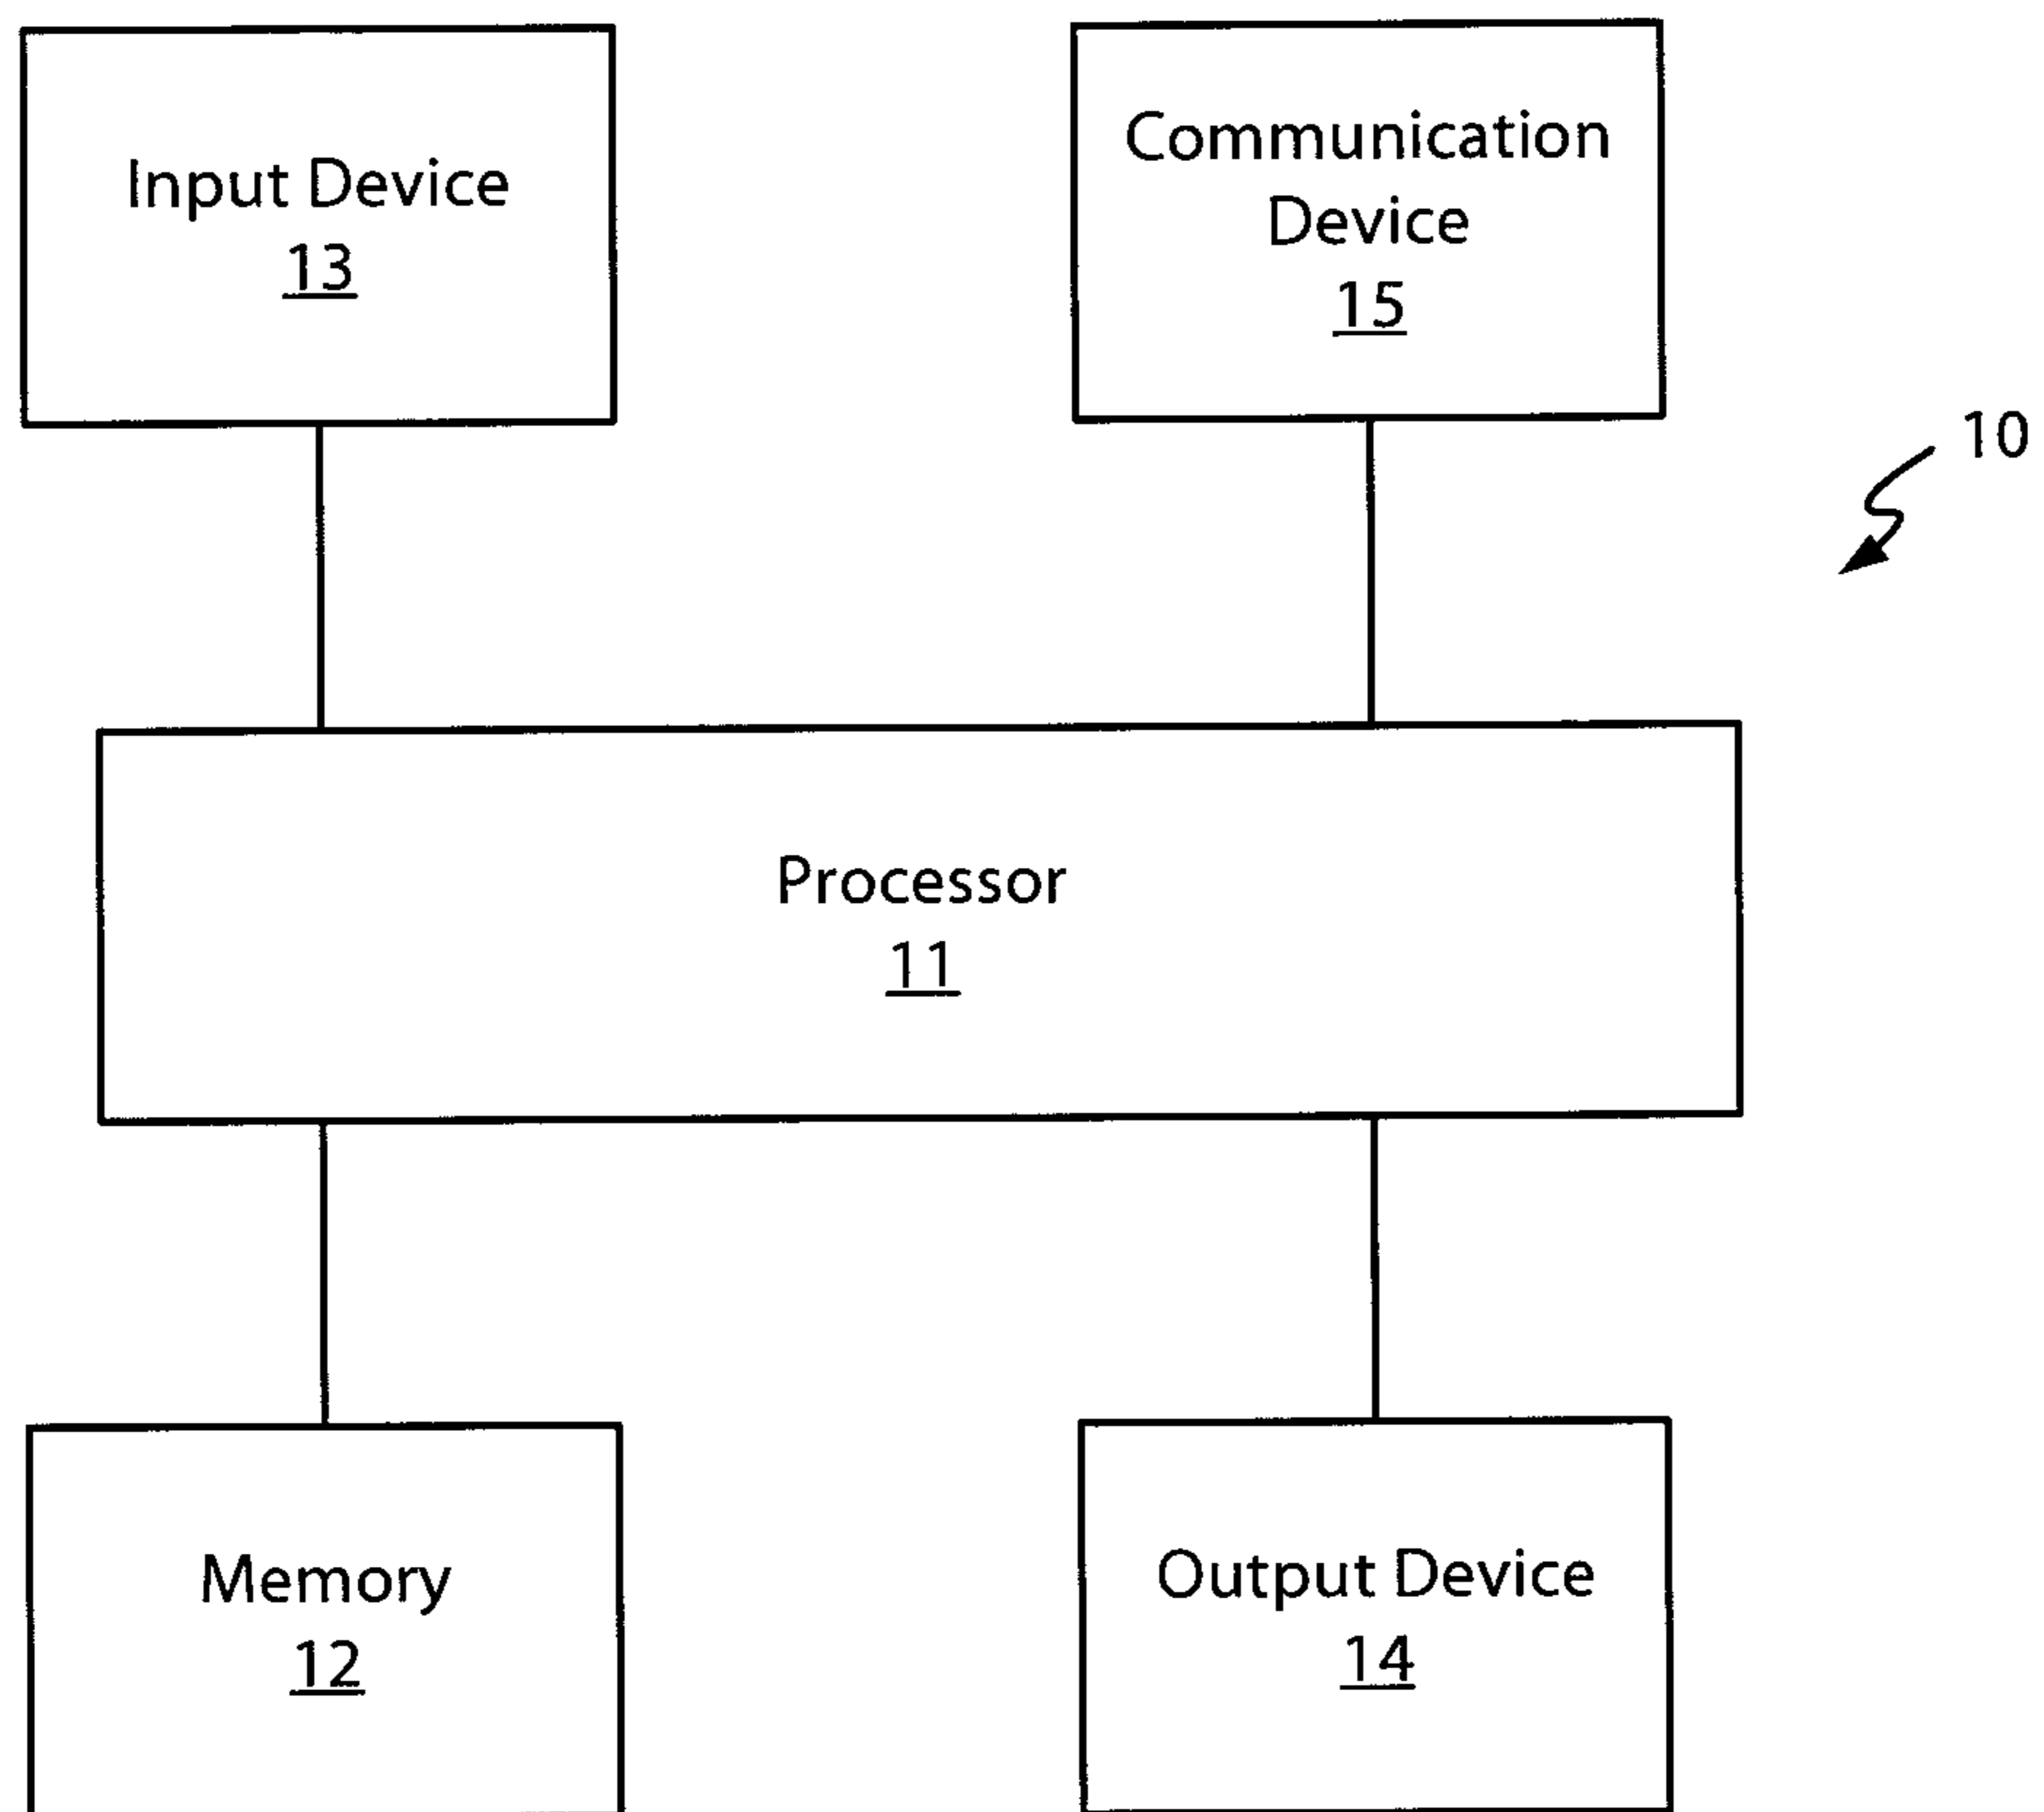 Input Device
13
Communication
Device
15
10
Processor
11
Memory
12
Output Device
14